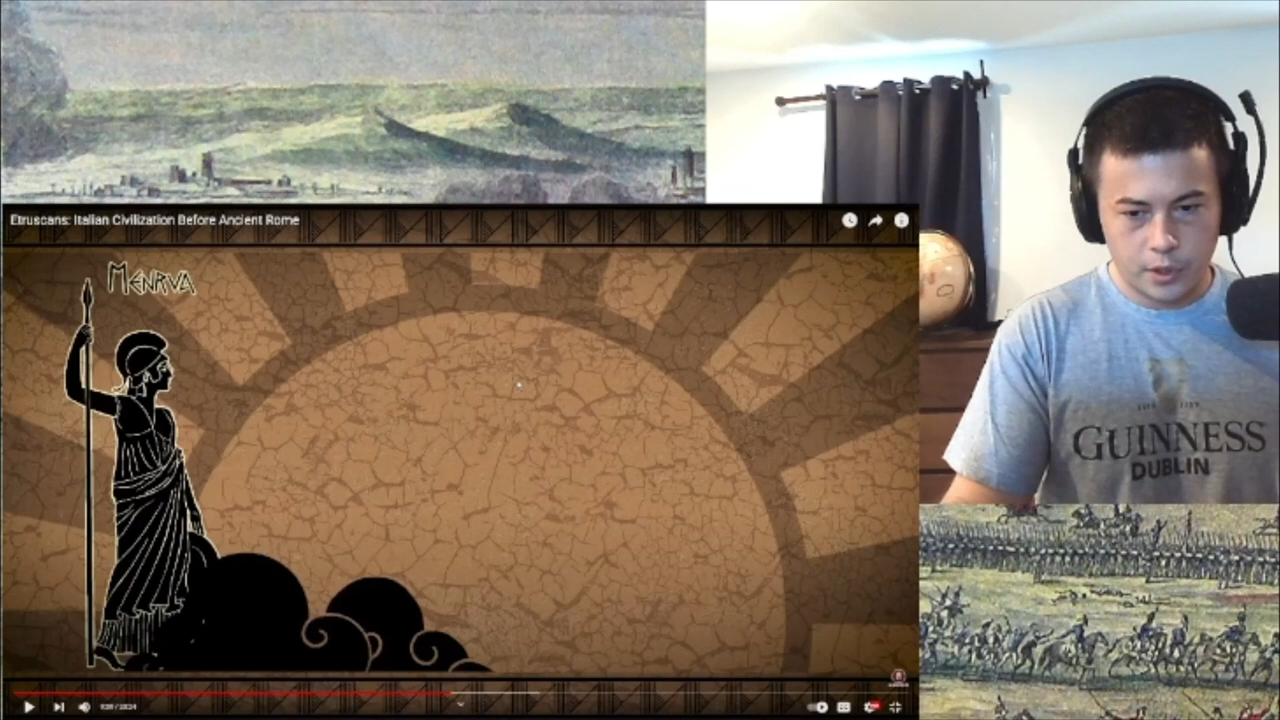 Etruscans: Italian Civilization Before Ancient Rome
MENRVA
GUINNESS
DUBLIN